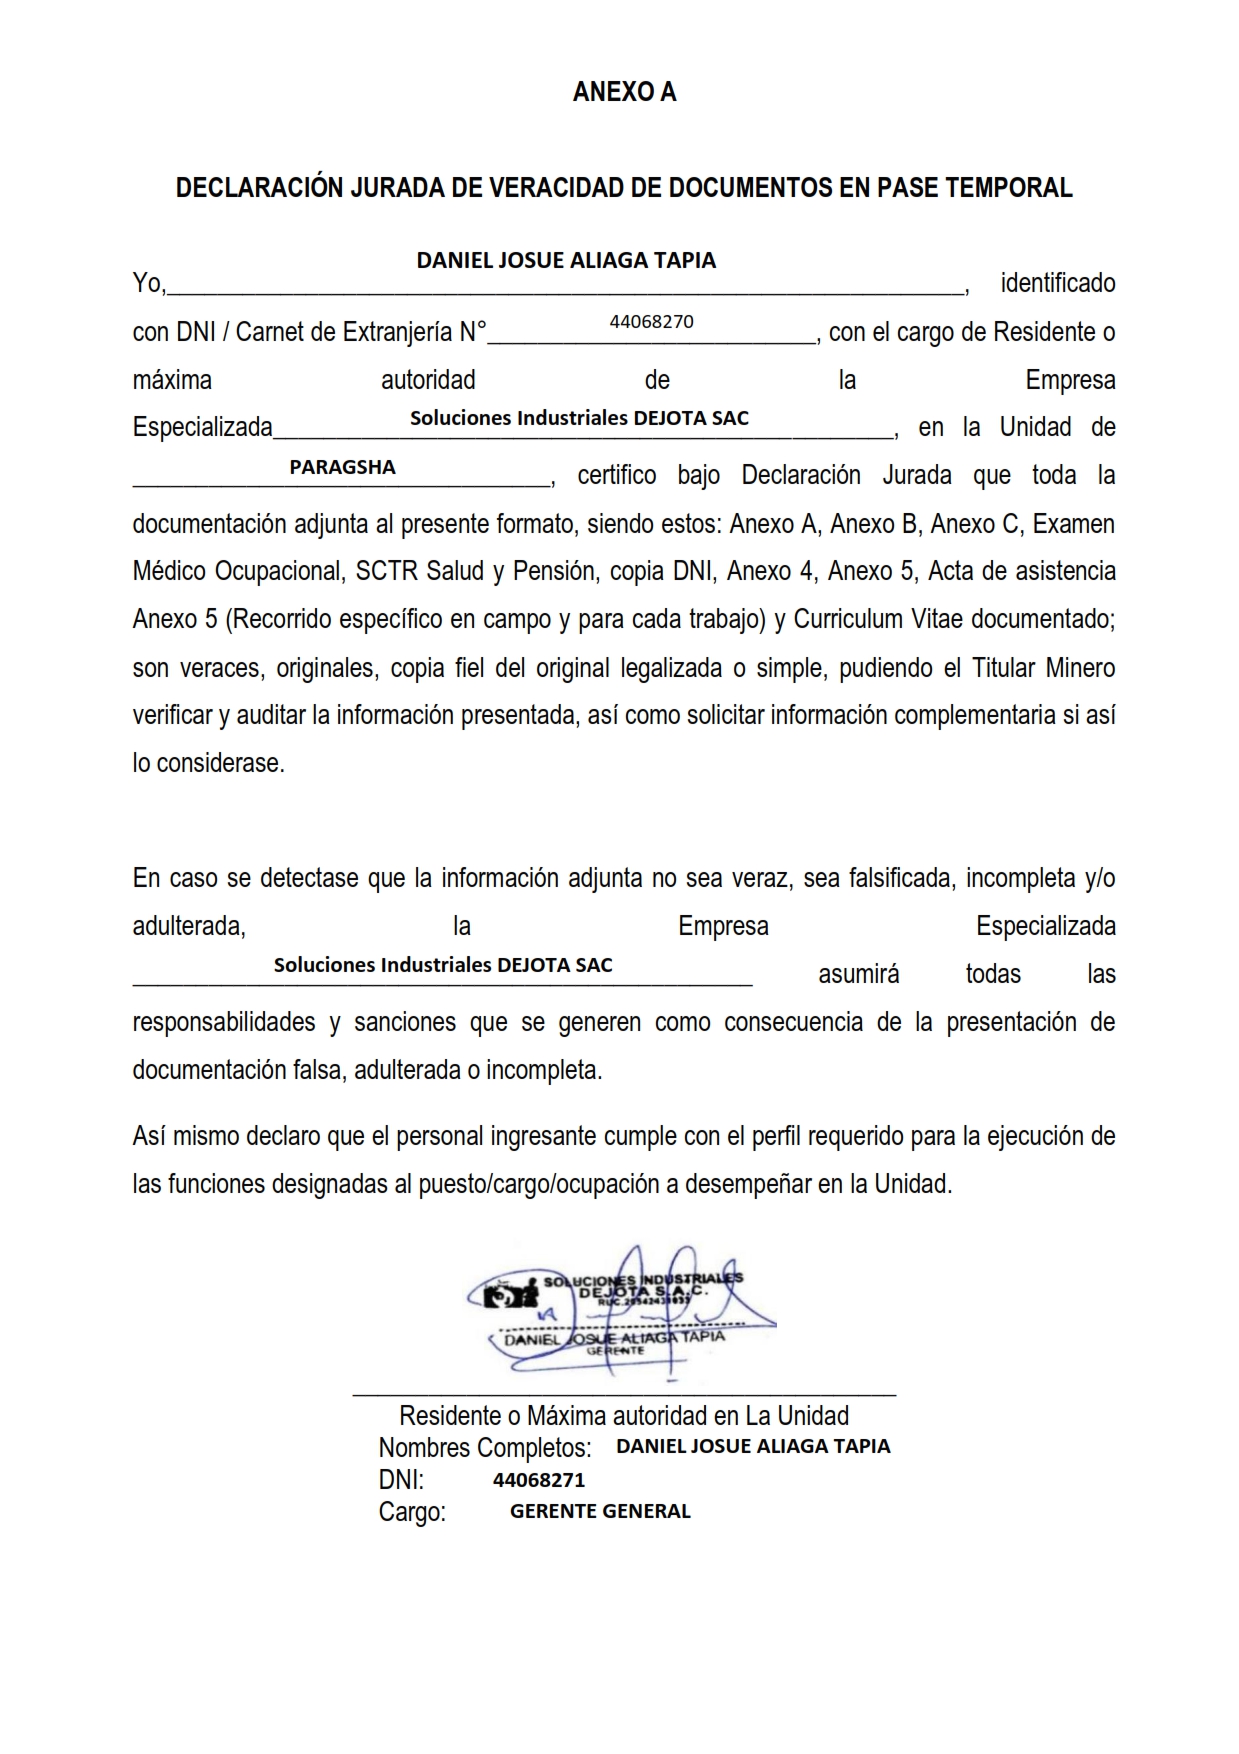 ANEXO A
DECLARACIÓN JURADA DE VERACIDAD DE DOCUMENTOS EN PASE TEMPORAL
DANIEL JOSUE ALIAGA TAPIA
Yo,____________________________________________________________, identificado
con DNI / Carnet de Extranjería N°_________________________, con el cargo de Residente o
44068270
máxima autoridad de la Empresa
Especializada_________________________________________________, en la Unidad de
Soluciones Industriales DEJOTA SAC
________________________________, certifico bajo Declaración Jurada que toda la
PARAGSHA
documentación adjunta al presente formato, siendo estos: Anexo A, Anexo B, Anexo C, Examen
Médico Ocupacional, SCTR Salud y Pensión, copia DNI, Anexo 4, Anexo 5, Acta de asistencia
Anexo 5 (Recorrido específico en campo y para cada trabajo) y Curriculum Vitae documentado;
son veraces, originales, copia fiel del original legalizada o simple, pudiendo el Titular Minero
verificar y auditar la información presentada, así como solicitar información complementaria si así
lo considerase.
En caso se detectase que la información adjunta no sea veraz, sea falsificada, incompleta y/o
adulterada, la Empresa Especializada
Soluciones Industriales DEJOTA SAC
_______________________________________________ asumirá todas las
responsabilidades y sanciones que se generen como consecuencia de la presentación de
documentación falsa, adulterada o incompleta.
Así mismo declaro que el personal ingresante cumple con el perfil requerido para la ejecución de
las funciones designadas al puesto/cargo/ocupación a desempeñar en la Unidad.
SOLUCIONES INDUSTRIALES
DEJOTA S.A.C.
DANIEL JOSUE ALIAGA TAPIA
GERENTE
Residente o Máxima autoridad en La Unidad
Nombres Completos: DANIEL JOSUE ALIAGA TAPIA
DNI: 44068271
Cargo: GERENTE GENERAL